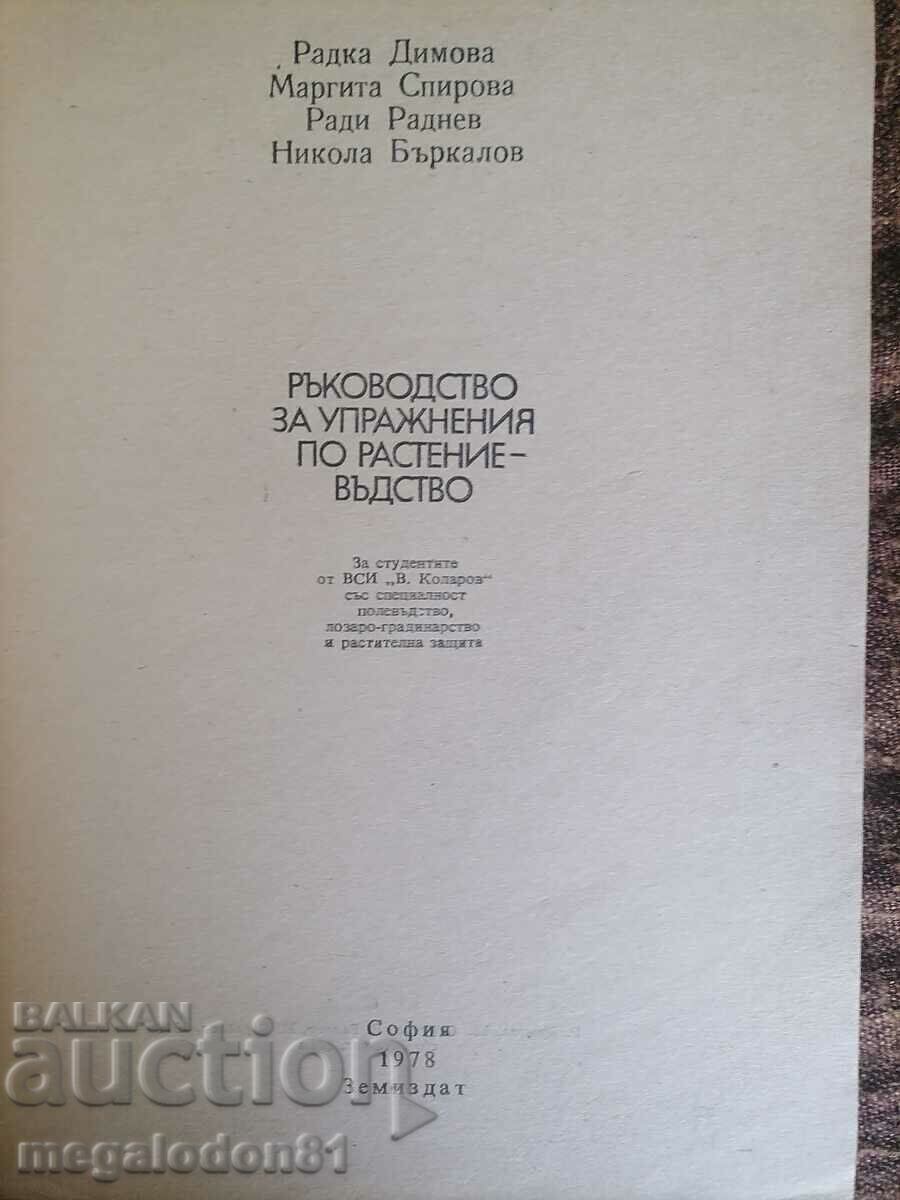 Радка Димова
Маргита Спирова
Ради Раднев
Никола Бъркалов
РЪКОВОДСТВО
ЗА УПРАЖНЕНИЯ
ПО РАСТЕНИЕ-
ВЪДСТВО
За студентите
от ВСИ „В. Коларов“
със специалност
полевъдство,
лозаро-градинарство
и растителна защита
София
1978
Земиздат
BALKAN
auction
megalodon81